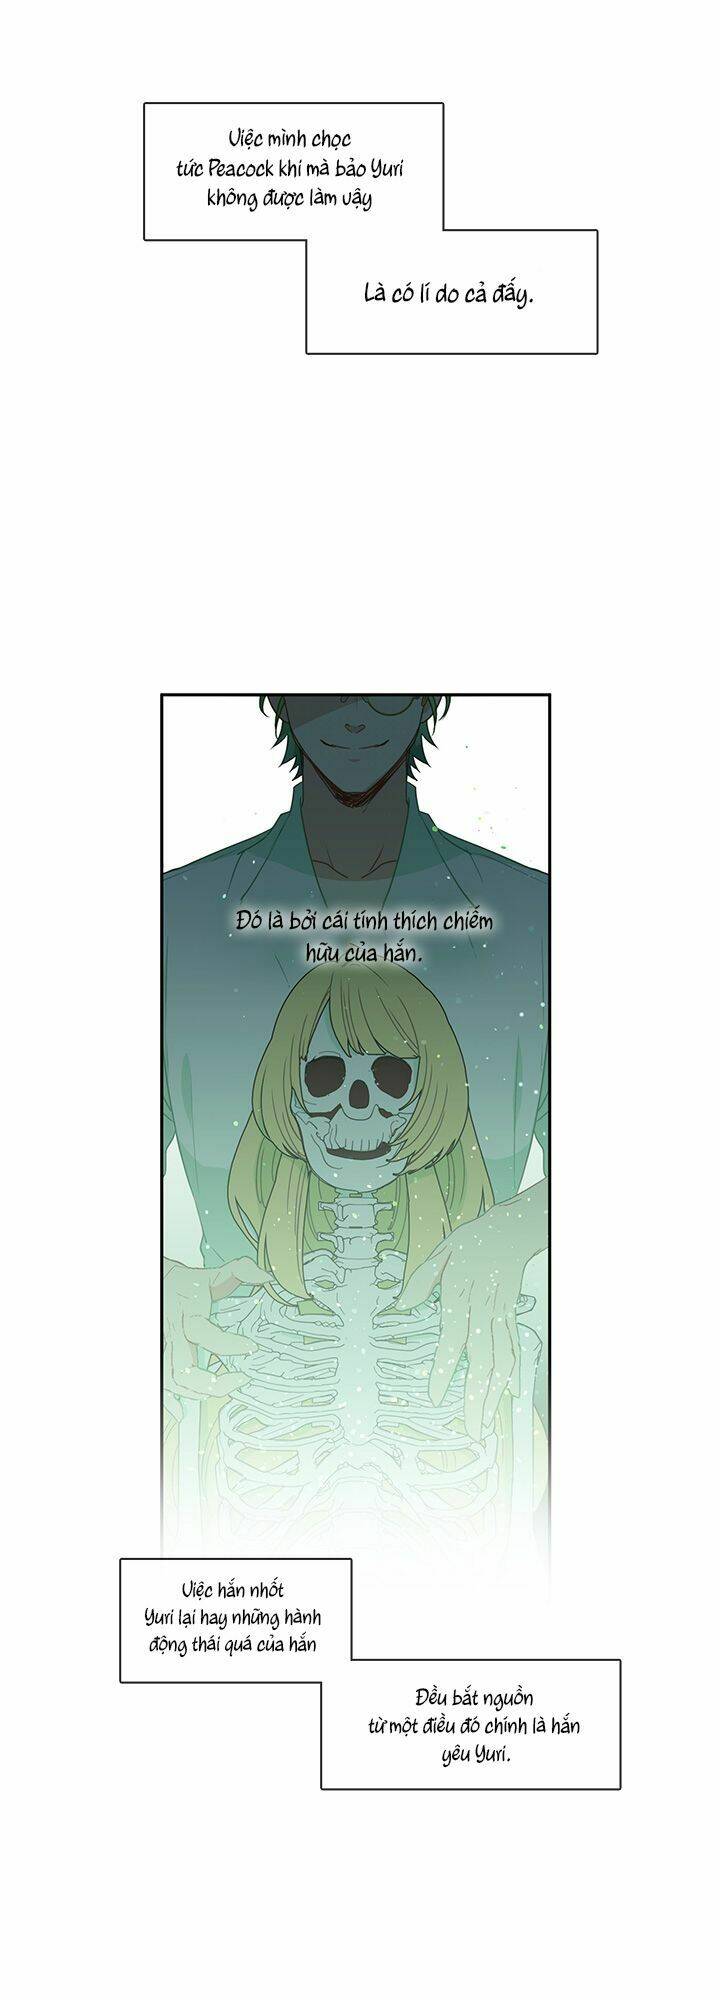 Việc mình chọc
tức Peacock khi mà bảo Yuri
không được làm vậy
Là có lí do cả đấy.
Đó là bởi cái tính thích chiếm
hữu của hắn.
Việc hắn nhốt
Yuri lại hay những hành
động thái quá của hắn
Đều bắt nguồn
từ một điều đó chính là hắn
yêu Yuri.